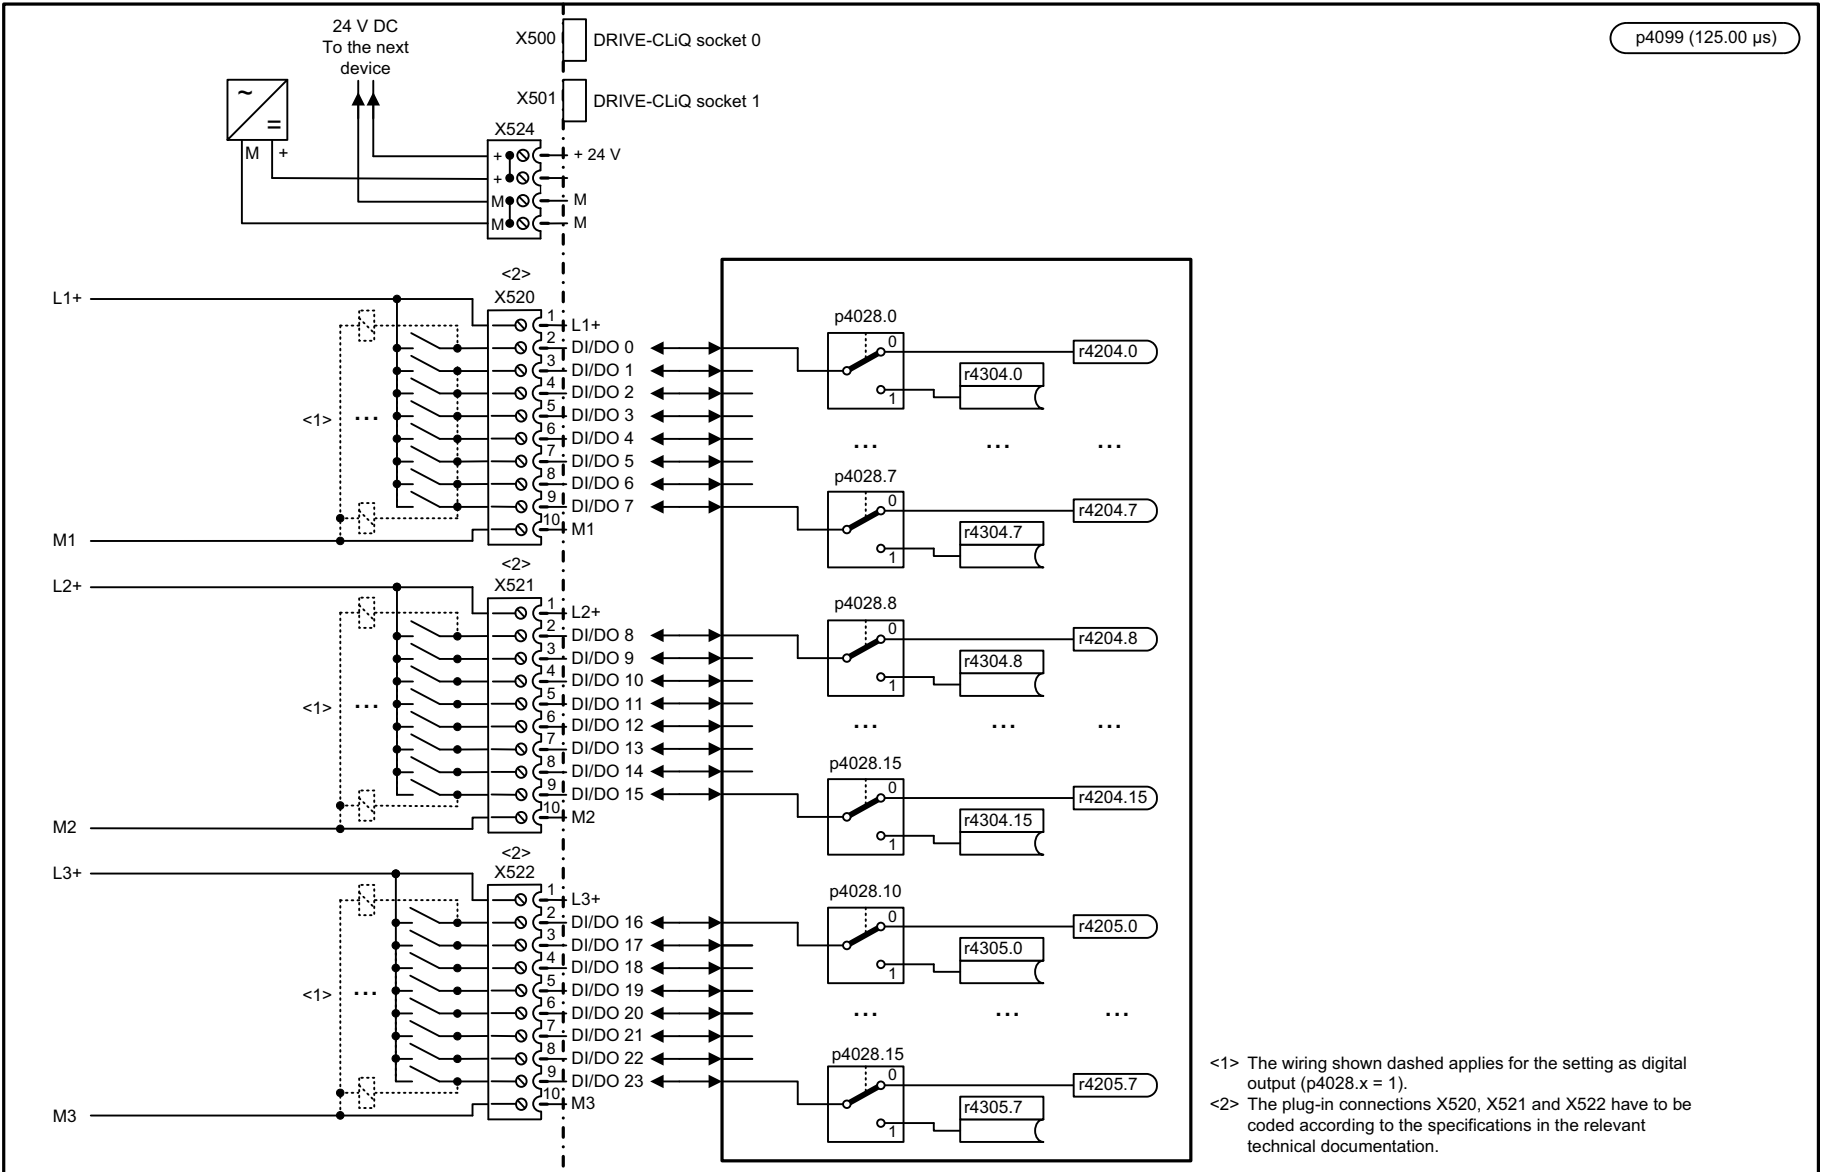 24 V DC
To the next
device
X500
DRIVE-CLiQ socket 0
p4099 (125.00 µs)
X501
DRIVE-CLiQ socket 1
~
=
M
+
X524
+
+ 24 V
+
M
M
M
M
<2>
X520
L1+
1
L1+
2
DI/DO 0
3
DI/DO 1
4
DI/DO 2
5
DI/DO 3
6
DI/DO 4
7
DI/DO 5
8
DI/DO 6
9
DI/DO 7
10
M1
<1>
...
M1
p4028.0
0
1
r4204.0
r4304.0
... ... ...
p4028.7
0
1
r4204.7
r4304.7
<2>
X521
L2+
1
L2+
2
DI/DO 8
3
DI/DO 9
4
DI/DO 10
5
DI/DO 11
6
DI/DO 12
7
DI/DO 13
8
DI/DO 14
9
DI/DO 15
10
M2
<1>
...
M2
p4028.8
0
1
r4204.8
r4304.8
... ... ...
p4028.15
0
1
r4204.15
r4304.15
<2>
X522
L3+
1
L3+
2
DI/DO 16
3
DI/DO 17
4
DI/DO 18
5
DI/DO 19
6
DI/DO 20
7
DI/DO 21
8
DI/DO 22
9
DI/DO 23
10
M3
<1>
...
M3
p4028.10
0
1
r4205.0
r4305.0
... ... ...
p4028.15
0
1
r4205.7
r4305.7
<1> The wiring shown dashed applies for the setting as digital
output (p4028.x = 1).
<2> The plug-in connections X520, X521 and X522 have to be
coded according to the specifications in the relevant
technical documentation.